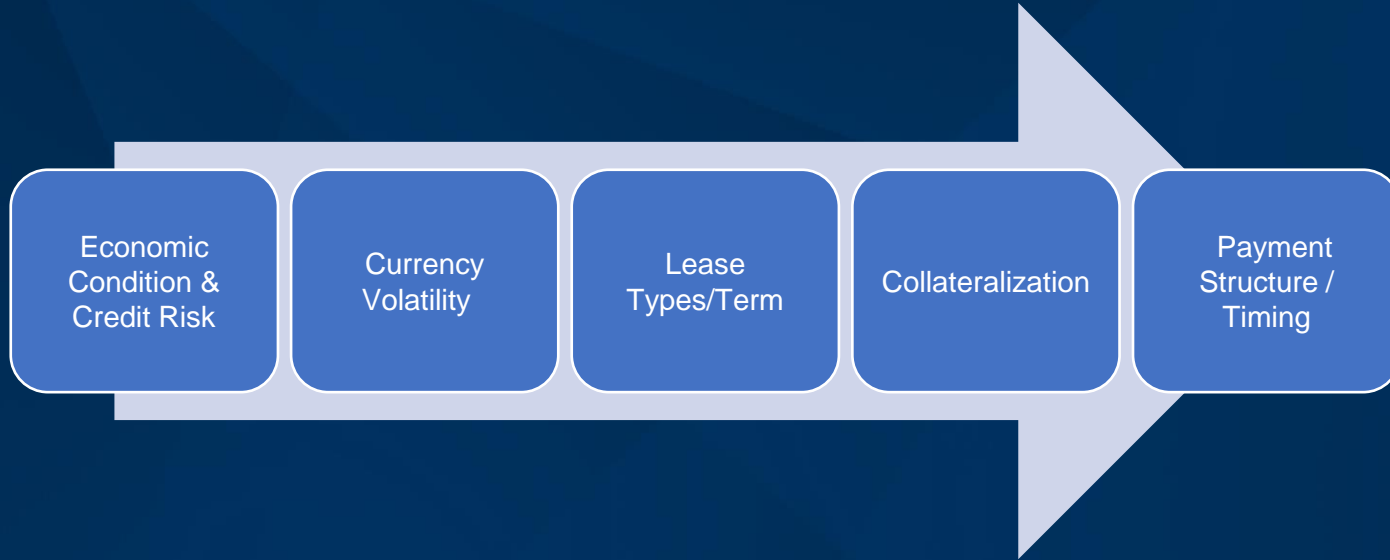 Economic
Condition &
Credit Risk
Currency
Volatility
Lease
Types/Term
Collateralization
Payment
Structure /
Timing